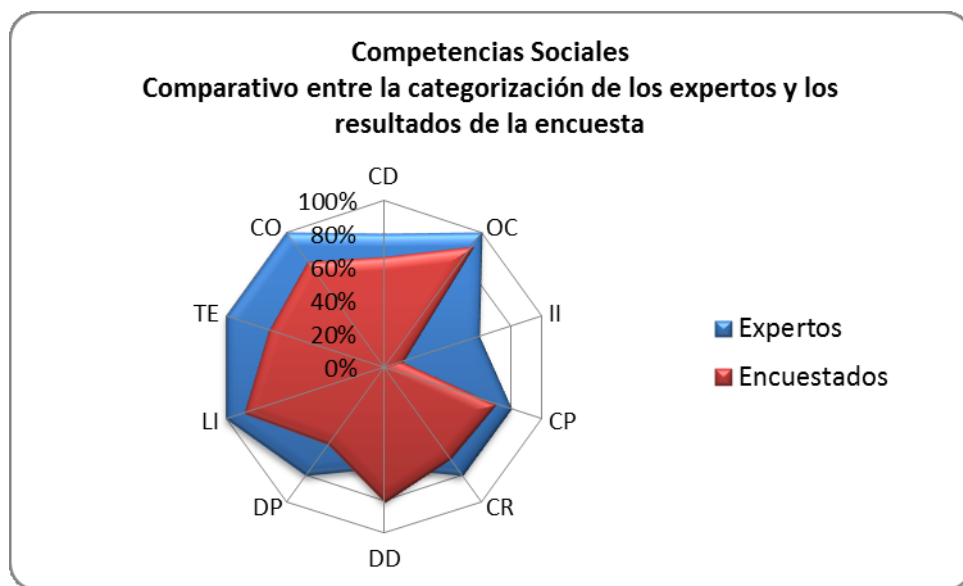 Competencias Sociales
Comparativo entre la categorización de los expertos y los
resultados de la encuesta
CD
100%
CO
OC
80%
60%
TE
40%
II
20%
0%
Expertos
Encuestados
LI
CP
DP
CR
DD